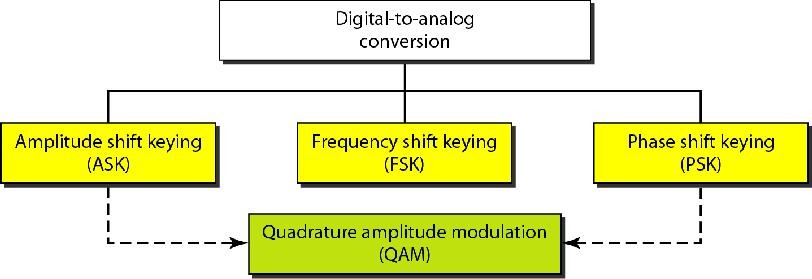 Digital-to-analog
conversion
Amplitude shift keying
(ASK)
Frequency shift keying
(FSK)
Phase shift keying
(PSK)
Quadrature amplitude modulation
(QAM)